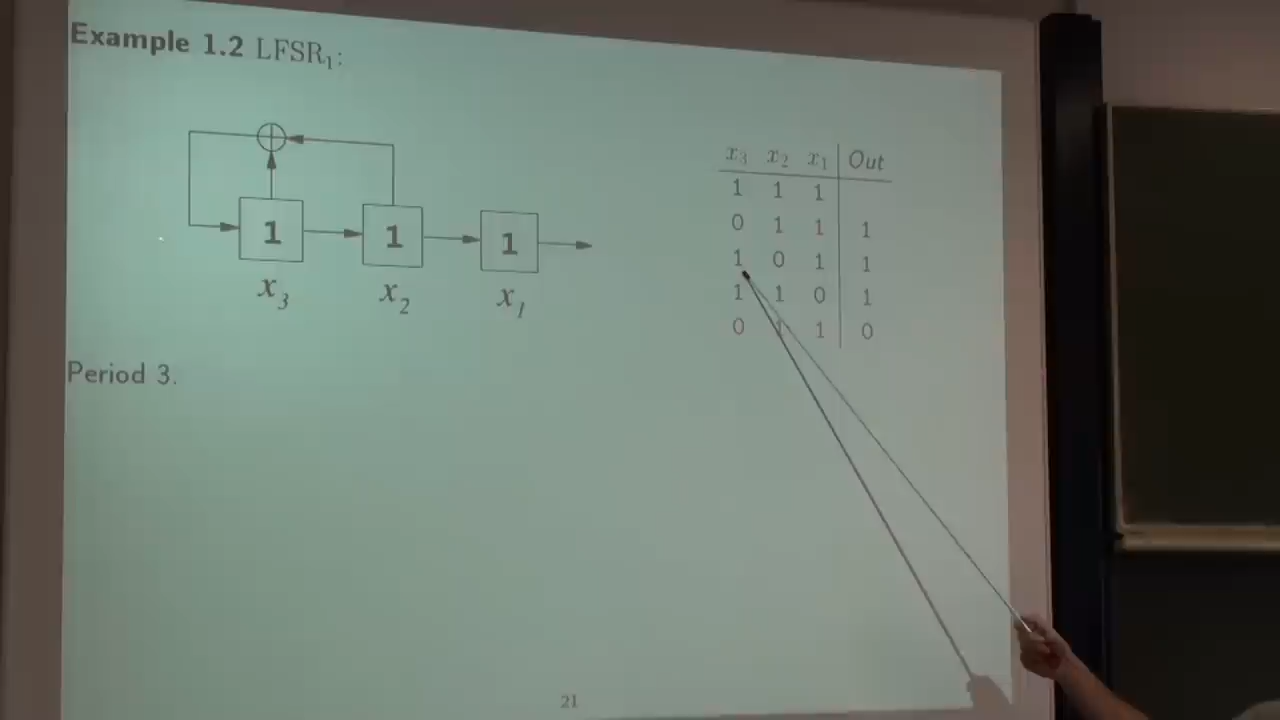 Example 1.2 LFSR₁:
x₃ x₂ x₁ Out
1 1 1
0 1 1 1
1 0 1 1
1 1 0 1
0 1 1 0
1 1 1
x₃ x₂ x₁
Period 3.
21